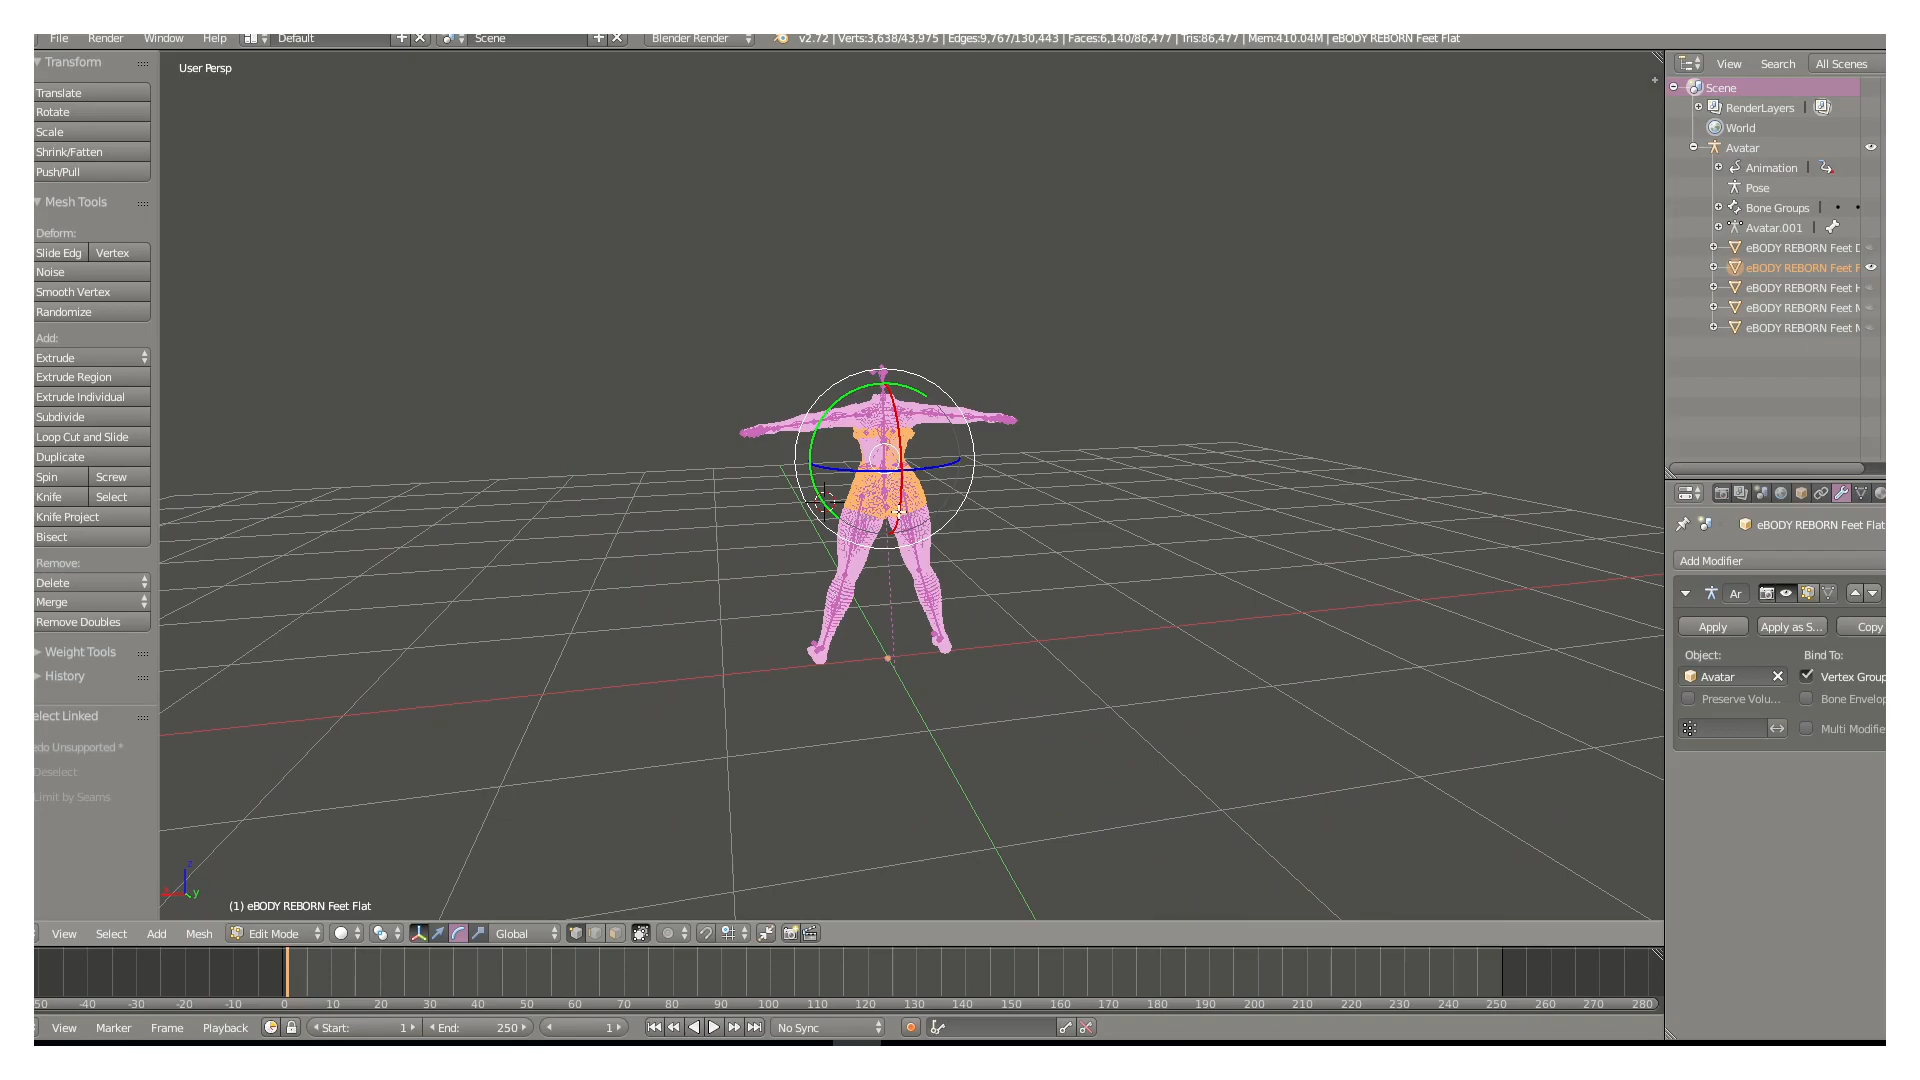 File Render Window Help Default Scene Blender Render v2.72 | Verts:3,638/43,975 | Edges:9,767/130,443 | Faces:6,140/86,477 | Tris:86,477 | Mem:410.04M | eBODY REBORN Feet Flat
Transform
Translate
Rotate
Scale
Shrink/Fatten
Push/Pull
Mesh Tools
Deform:
Slide Edg Vertex
Noise
Smooth Vertex
Randomize
Add:
Extrude
Extrude Region
Extrude Individual
Subdivide
Loop Cut and Slide
Duplicate
Spin Screw
Knife Select
Knife Project
Bisect
Remove:
Delete
Merge
Remove Doubles
Weight Tools
History
elect Linked
edo Unsupported *
Deselect
Limit by Seams
User Persp
z
y
(1) eBODY REBORN Feet Flat
View Select Add Mesh Edit Mode Global
-50 -40 -30 -20 -10 0 10 20 30 40 50 60 70 80 90 100 110 120 130 140 150 160 170 180 190 200 210 220 230 240 250 260 270 280
View Marker Frame Playback Start: 1 End: 250 1 No Sync
View Search All Scenes
Scene
RenderLayers |
World
Avatar
Animation |
Pose
Bone Groups |
Avatar.001 |
eBODY REBORN Feet D
eBODY REBORN Feet F
eBODY REBORN Feet H
eBODY REBORN Feet M
eBODY REBORN Feet M
eBODY REBORN Feet Flat
Add Modifier
Ar
Apply Apply as S... Copy
Object: Bind To:
Avatar Vertex Group
Preserve Volu... Bone Envelop
Multi Modifie